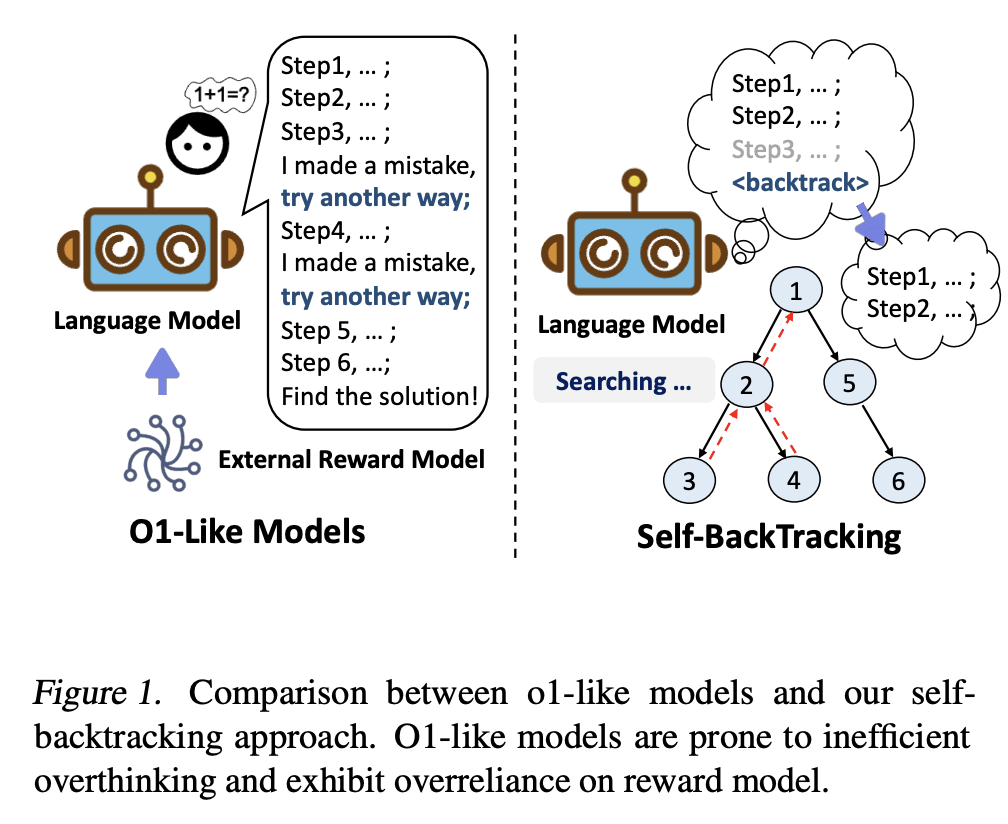 1+1=?
Step1, ... ;
Step2, ... ;
Step3, ... ;
I made a mistake,
try another way;
Step4, ... ;
I made a mistake,
try another way;
Step 5, ... ;
Step 6, ...;
Find the solution!
Language Model
External Reward Model
O1-Like Models
Step1, ... ;
Step2, ... ;
Step3, ... ;
<backtrack>
Step1, ... ;
Step2, ... ;
Language Model
Searching ...
1
2
5
3
4
6
Self-BackTracking
Figure 1. Comparison between o1-like models and our self-
backtracking approach. O1-like models are prone to inefficient
overthinking and exhibit overreliance on reward model.